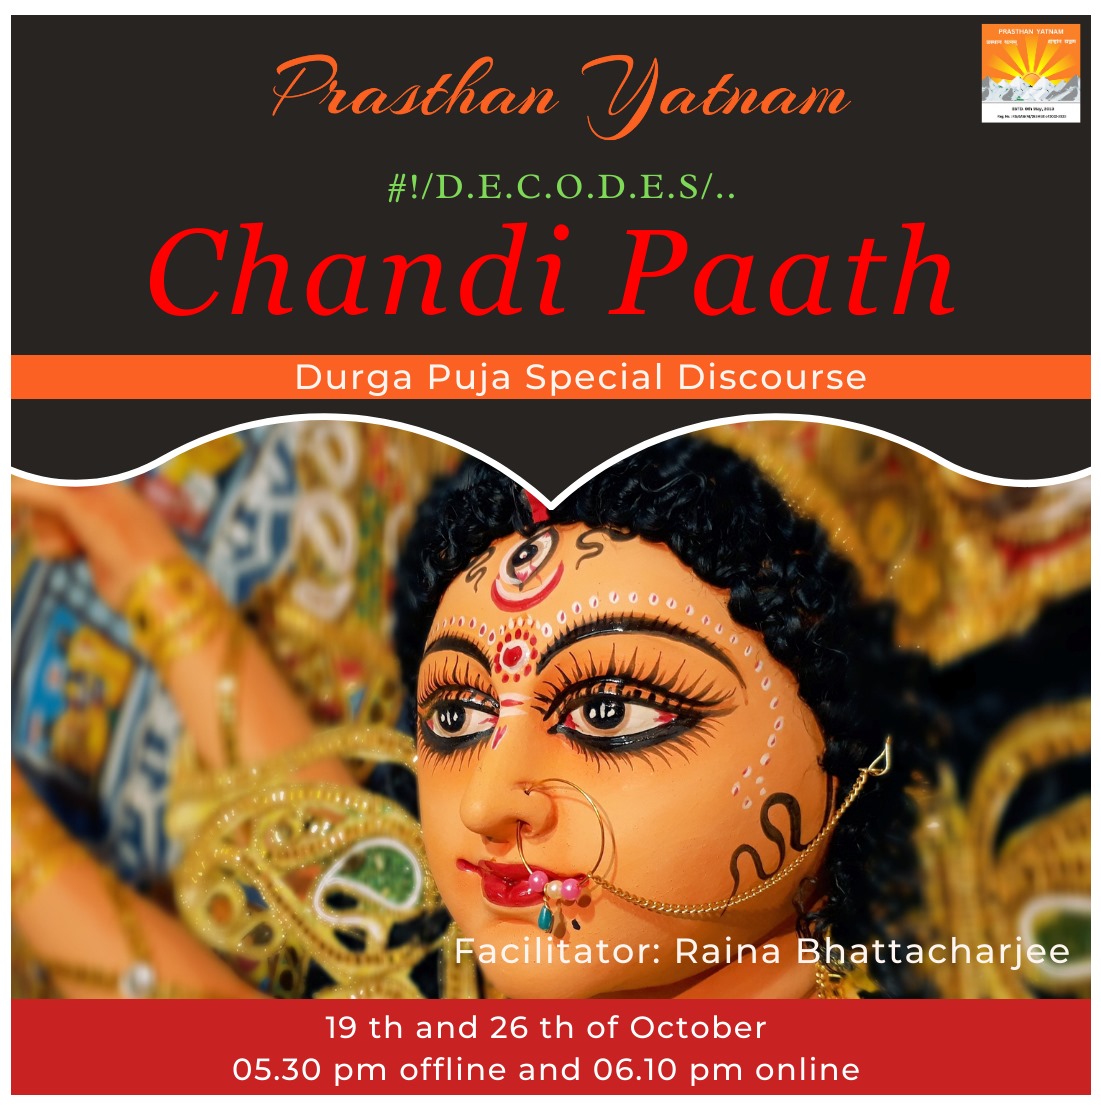 Prasthan Yatnam
PRASTHAN YATNAM
#!/D.E.C.O.D.E.S/..
Chandi Paath
Durga Puja Special Discourse
Facilitator: Raina Bhattacharjee
19 th and 26 th of October
05.30 pm offline and 06.10 pm online